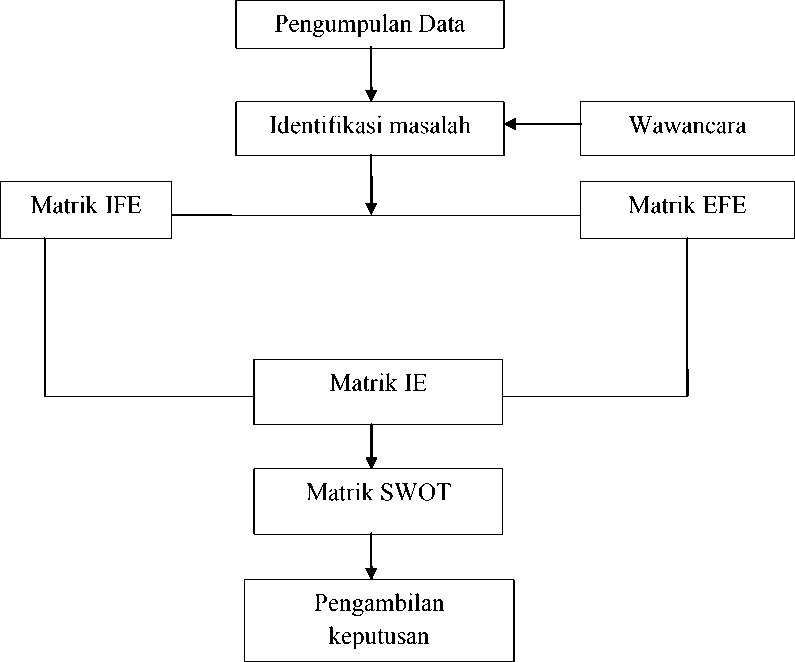 Pengumpulan Data
Identifikasi masalah
Wawancara
Matrik IFE
Matrik EFE
Matrik IE
Matrik SWOT
Pengambilan
keputusan